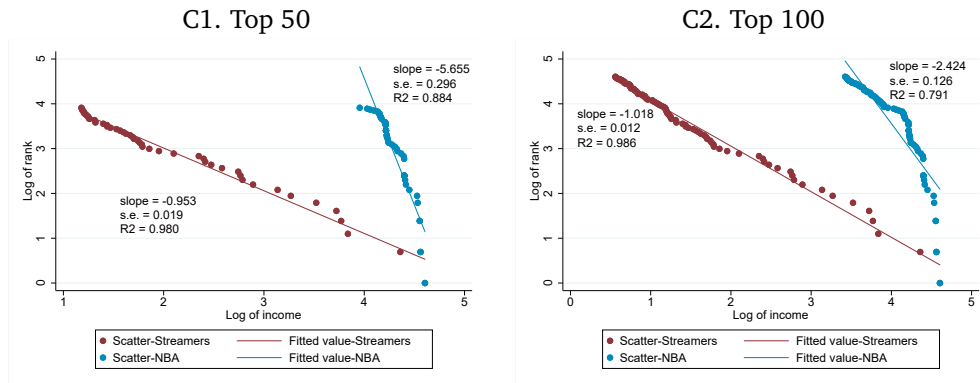 C1. Top 50
C2. Top 100
5
4
3
2
1
0
Log of rank
slope = -5.655
s.e. = 0.296
R2 = 0.884
slope = -0.953
s.e. = 0.019
R2 = 0.980
1
2
3
4
5
Log of income
Scatter-Streamers
Fitted value-Streamers
Scatter-NBA
Fitted value-NBA
5
4
3
2
1
0
Log of rank
slope = -2.424
s.e. = 0.126
R2 = 0.791
slope = -1.018
s.e. = 0.012
R2 = 0.986
0
1
2
3
4
5
Log of income
Scatter-Streamers
Fitted value-Streamers
Scatter-NBA
Fitted value-NBA